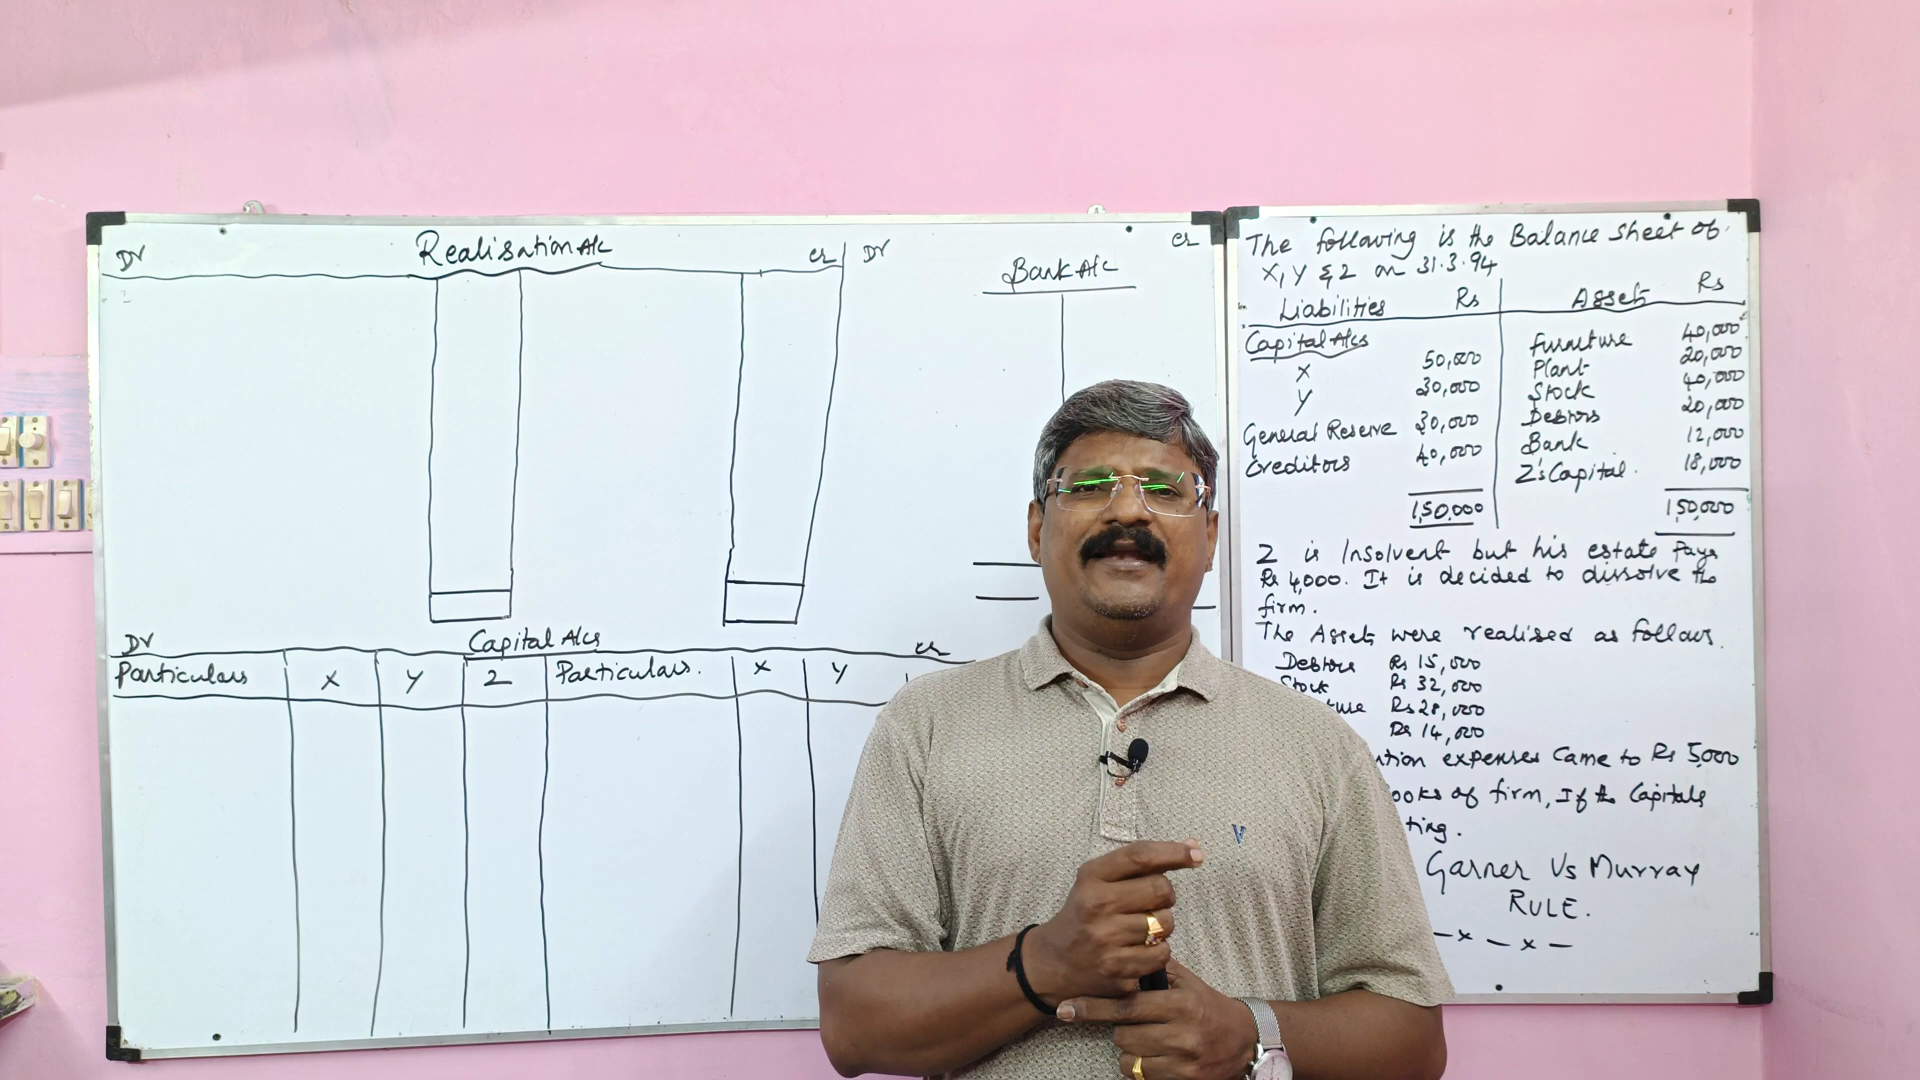 Dr Realisation A/c Cr
Dr Bank A/c Cr
Dr Capital A/cs Cr
Particulars X Y Z Particulars. X Y
The following is the Balance Sheet of
X, Y & Z on 31.3.94
Liabilities Rs Assets Rs
Capital A/cs
X 50,000
Y 30,000
General Reserve 30,000
Creditors 40,000
1,50,000
Furniture 40,000
Plant 20,000
Stock 40,000
Debtors 20,000
Bank 12,000
Z's Capital. 18,000
1,50,000
Z is Insolvent but his estate pays
Rs 4,000. It is decided to dissolve the
firm.
The Assets were realised as follows.
Debtors Rs 15,000
Stock Rs 32,000
ture Rs 28,000
Rs 14,000
ation expenses came to Rs 5,000
ooks of firm, If the Capitals
ting.
Garner Vs Murray
RULE.
— x — x —
V